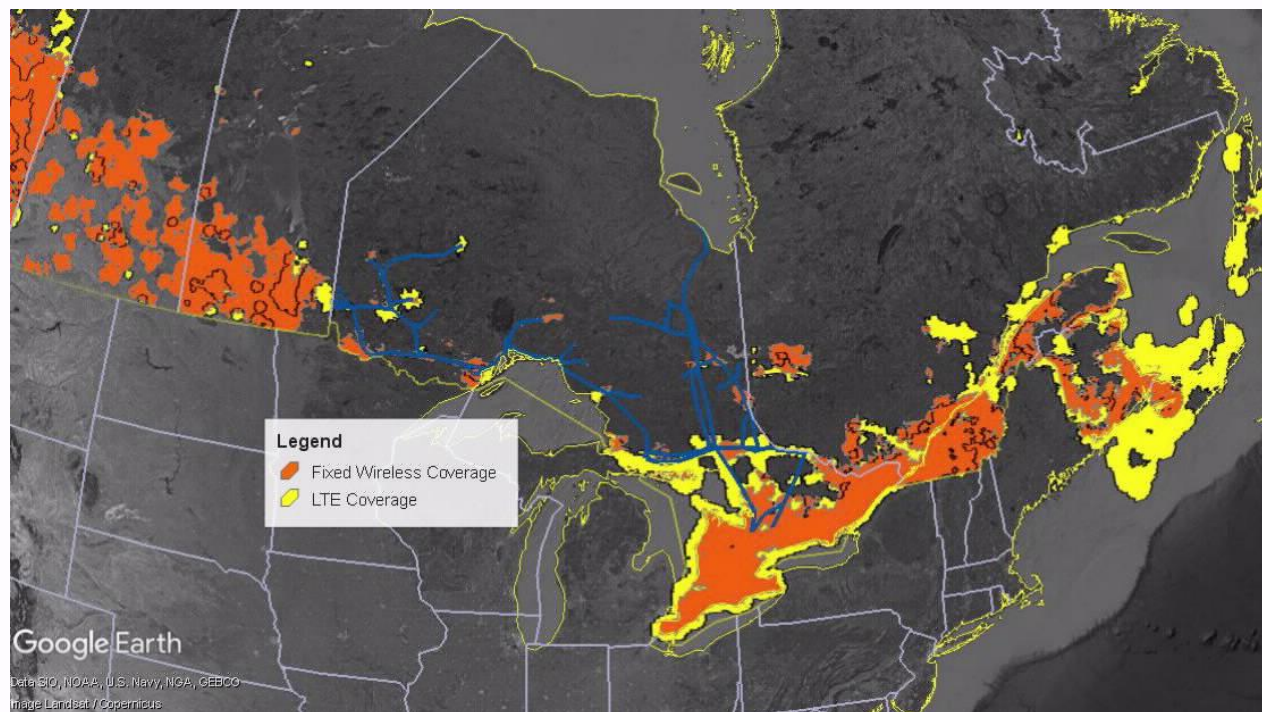 Legend
Fixed Wireless Coverage
LTE Coverage
Google Earth
Data SIO, NOAA, U.S. Navy, NGA, GEBCO
Image Landsat / Copernicus